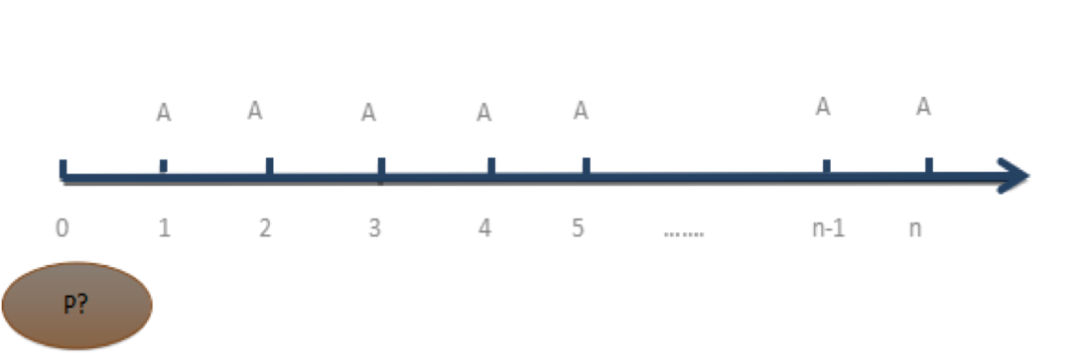 A A A A A A A
0 1 2 3 4 5 ....... n-1 n
P?